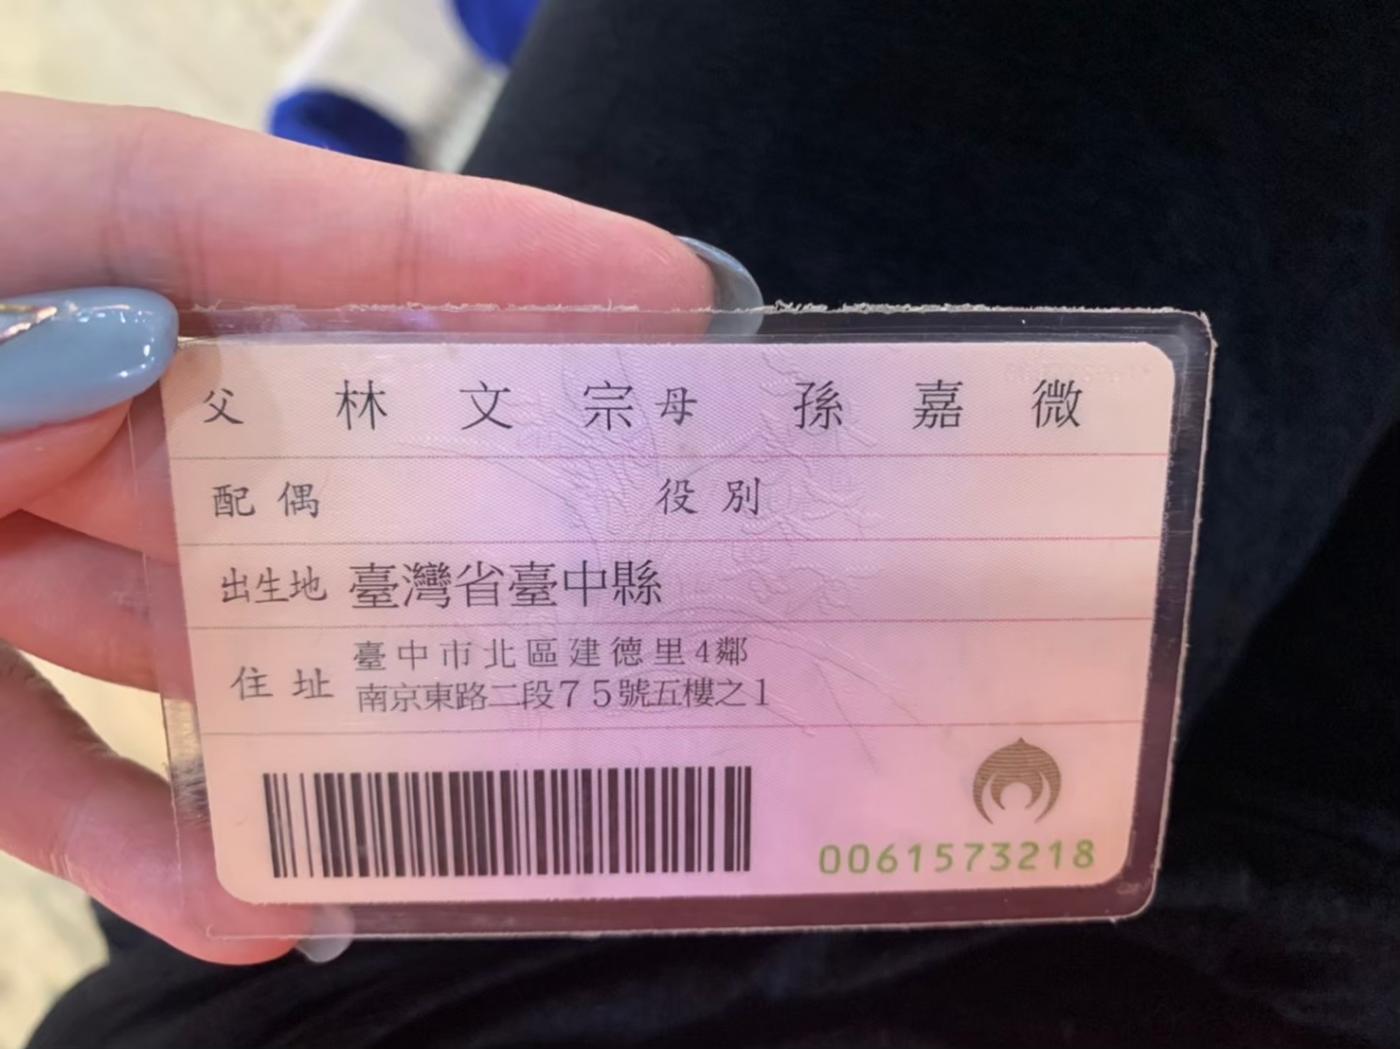 父 林文宗 母 孫嘉微
配偶 役別
出生地 臺灣省臺中縣
住址 臺中市北區建德里4鄰
南京東路二段75號五樓之1
0061573218